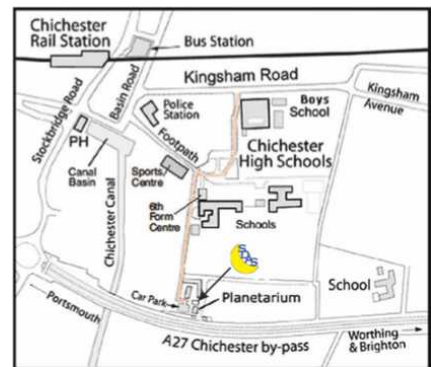 Chichester
Rail Station
Bus Station
Stockbridge Road
Basin Road
Kingsham Road
Kingsham
Avenue
Police
Station
Boys
School
PH
Footpath
Chichester
High Schools
Canal
Basin
Sports/
Centre
Chichester Canal
6th
Form
Centre
Schools
SDAS
School
Car Park
Planetarium
Portsmouth
A27 Chichester by-pass
Worthing
& Brighton